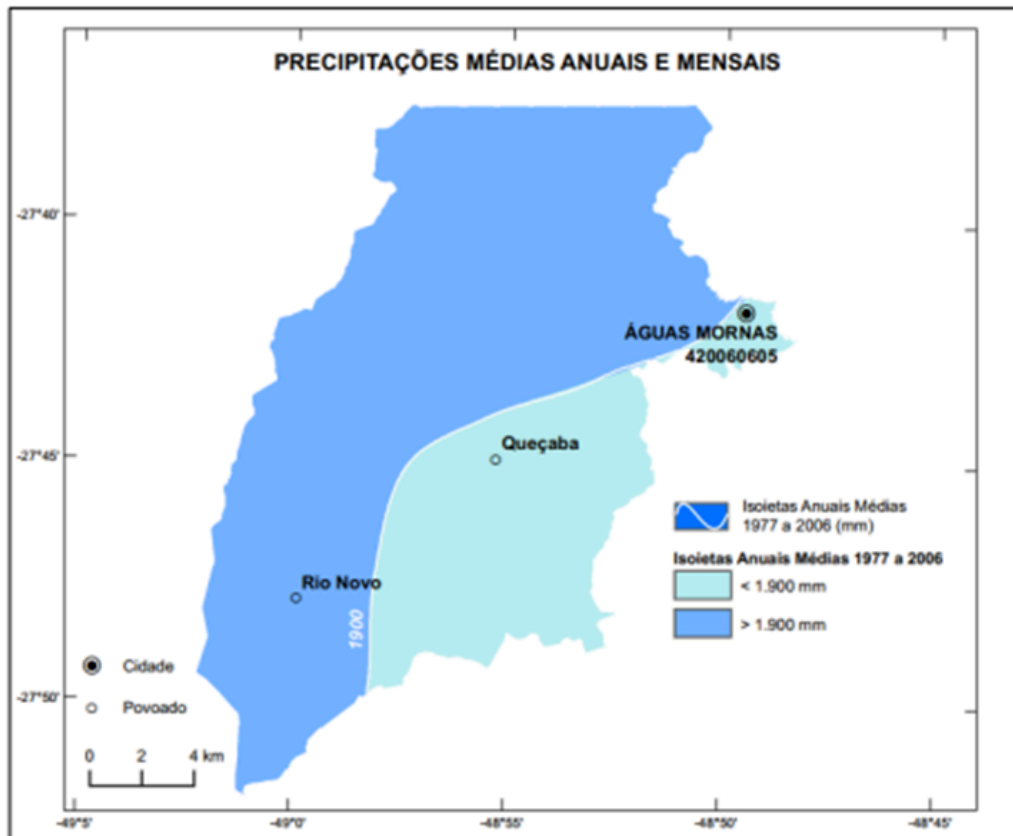 PRECIPITAÇÕES MÉDIAS ANUAIS E MENSAIS
-27°40'
ÁGUAS MORNAS
420060605
-27°45'
Queçaba
Isoietas Anuais Médias
1977 a 2006 (mm)
Isoietas Anuais Médias 1977 a 2006
< 1.900 mm
> 1.900 mm
Rio Novo
1900
Cidade
-27°50'
Povoado
0 2 4 km
-49°5' -49°0' -48°55' -48°50' -48°45'